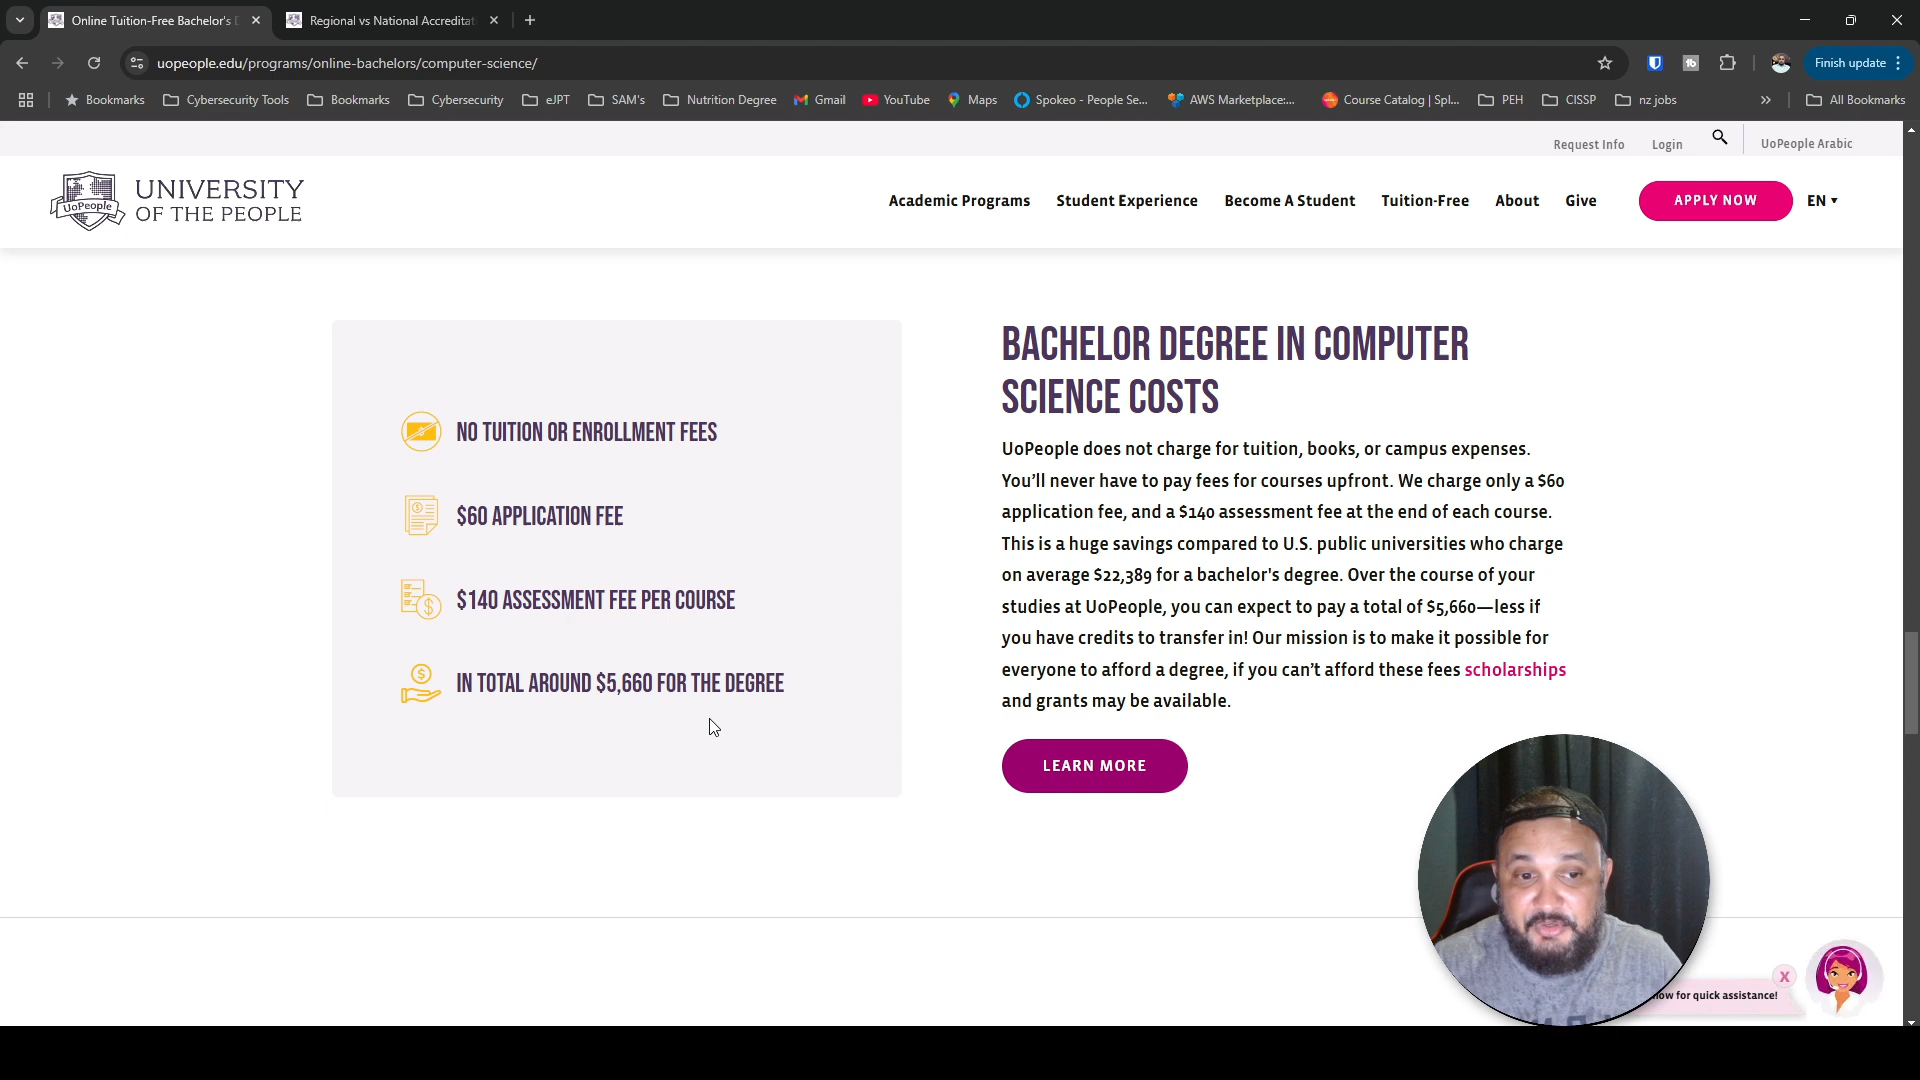 Online Tuition-Free Bachelor's
Regional vs National Accreditat
uopeople.edu/programs/online-bachelors/computer-science/
Finish update
Bookmarks
Cybersecurity Tools
Bookmarks
Cybersecurity
eJPT
SAM's
Nutrition Degree
Gmail
YouTube
Maps
Spokeo - People Se...
AWS Marketplace:...
Course Catalog | Spl...
PEH
CISSP
nz jobs
»
All Bookmarks
Request Info
Login
UoPeople Arabic
UoPeople
UNIVERSITY
OF THE PEOPLE
Academic Programs
Student Experience
Become A Student
Tuition-Free
About
Give
APPLY NOW
EN
NO TUITION OR ENROLLMENT FEES
$60 APPLICATION FEE
$140 ASSESSMENT FEE PER COURSE
IN TOTAL AROUND $5,660 FOR THE DEGREE
BACHELOR DEGREE IN COMPUTER
SCIENCE COSTS
UoPeople does not charge for tuition, books, or campus expenses.
You’ll never have to pay fees for courses upfront. We charge only a $60
application fee, and a $140 assessment fee at the end of each course.
This is a huge savings compared to U.S. public universities who charge
on average $22,389 for a bachelor's degree. Over the course of your
studies at UoPeople, you can expect to pay a total of $5,660—less if
you have credits to transfer in! Our mission is to make it possible for
everyone to afford a degree, if you can’t afford these fees scholarships
and grants may be available.
LEARN MORE
X
now for quick assistance!